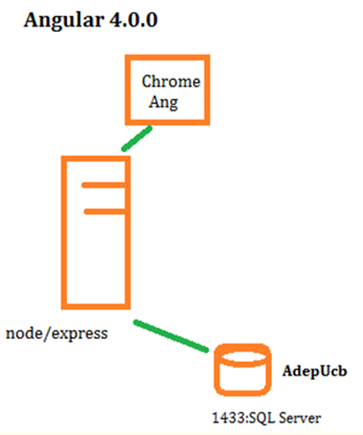 Angular 4.0.0
Chrome
Ang
node/express
AdepUcb
1433:SQL Server